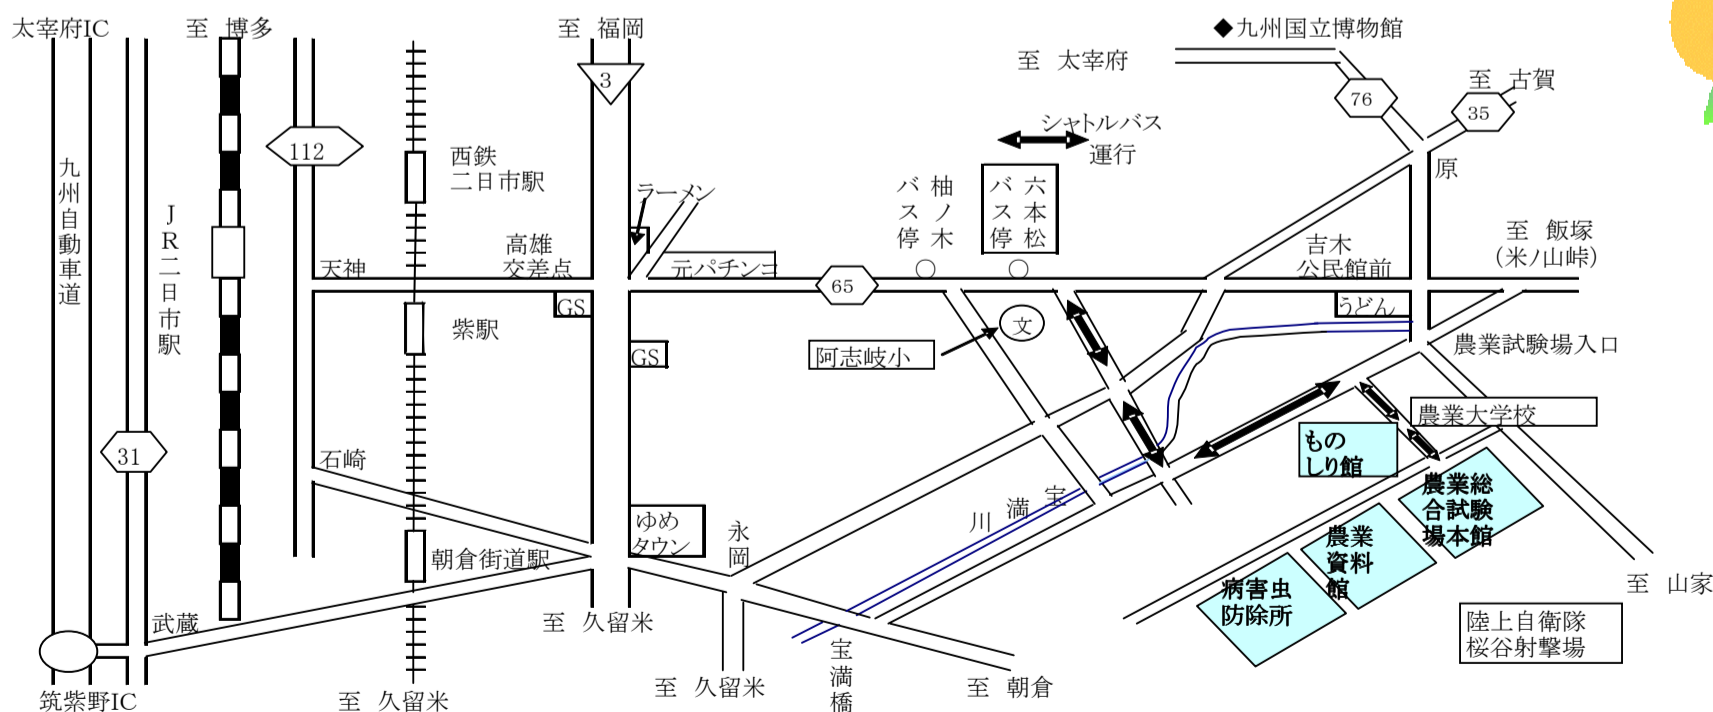 太宰府IC
至 博多
至 福岡
◆九州国立博物館
至 太宰府
至 古賀
3
76
35
シャトルバス
運行
112
九州自動車道
JR二日市駅
西鉄
二日市駅
ラーメン
柚ノ木
バス停
六本松
バス停
原
高雄
交差点
天神
元パチンコ
65
吉木
公民館前
至 飯塚
(米ノ山峠)
GS
うどん
紫駅
文
GS
阿志岐小
農業試験場入口
農業大学校
31
石崎
もの
しり館
農業総
合試験
場本館
宝満川
ゆめ
タウン
永岡
農業
資料
館
朝倉街道駅
病害虫
防除所
至 山家
武蔵
至 久留米
陸上自衛隊
桜谷射撃場
宝満橋
筑紫野IC
至 久留米
至 久留米
至 朝倉